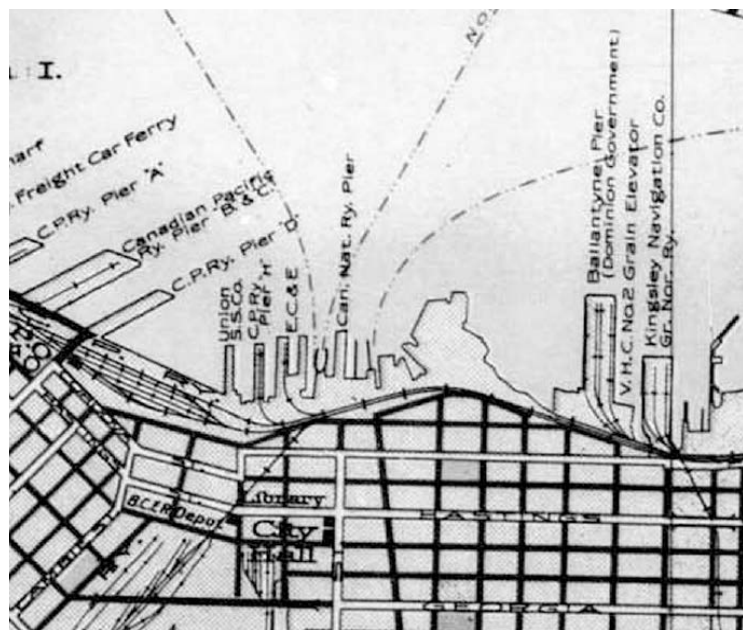 I.
Freight Car Ferry
C.P.Ry. Pier "A"
Canadian Pacific
Ry. Pier "B" & "C"
C.P.Ry. Pier "D"
Union
S.S.Co.
C.P.Ry.
Pier "H"
E.C.&E
Can. Nat. Ry. Pier
Ballantyne Pier
(Dominion Government)
V.H.C. No.2 Grain Elevator
Kingsley Navigation Co.
Gt. Nor. Ry.
B.C.E.R. Depot
Library
City
Hall
HASTINGS
GEORGIA